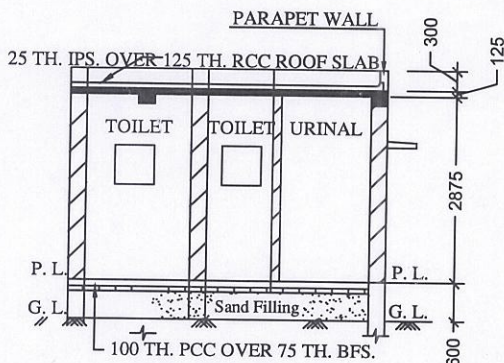 PARAPET WALL
25 TH. IPS. OVER 125 TH. RCC ROOF SLAB
300
125
TOILET
TOILET
URINAL
2875
P. L.
P. L.
Sand Filling
G. L.
G. L.
600
100 TH. PCC OVER 75 TH. BFS.